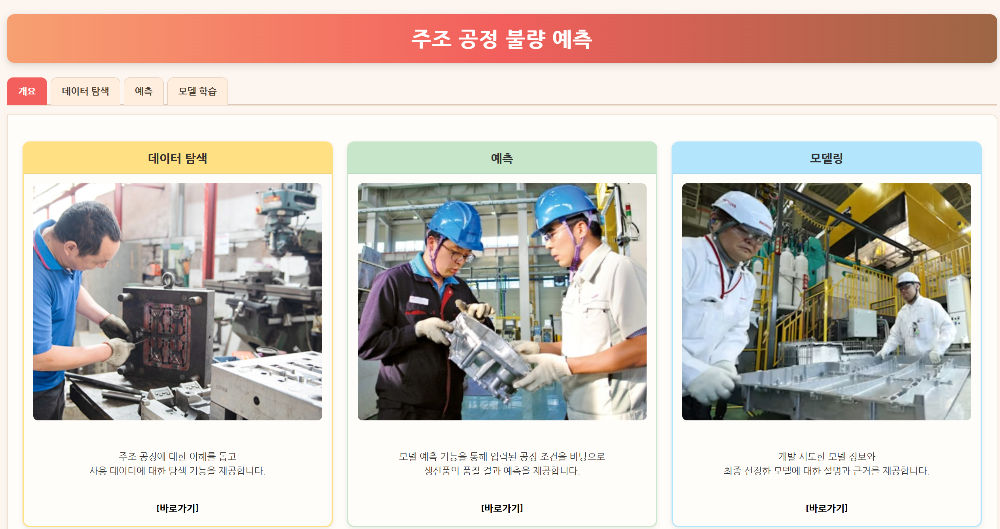 주조 공정 불량 예측
개요
데이터 탐색
예측
모델 학습
데이터 탐색
예측
모델링
주조 공정에 대한 이해를 돕고
사용 데이터에 대한 탐색 기능을 제공합니다.
[바로가기]
모델 예측 기능을 통해 입력된 공정 조건을 바탕으로
생산품의 품질 결과 예측을 제공합니다.
[바로가기]
개발 시도한 모델 정보와
최종 선정한 모델에 대한 설명과 근거를 제공합니다.
[바로가기]